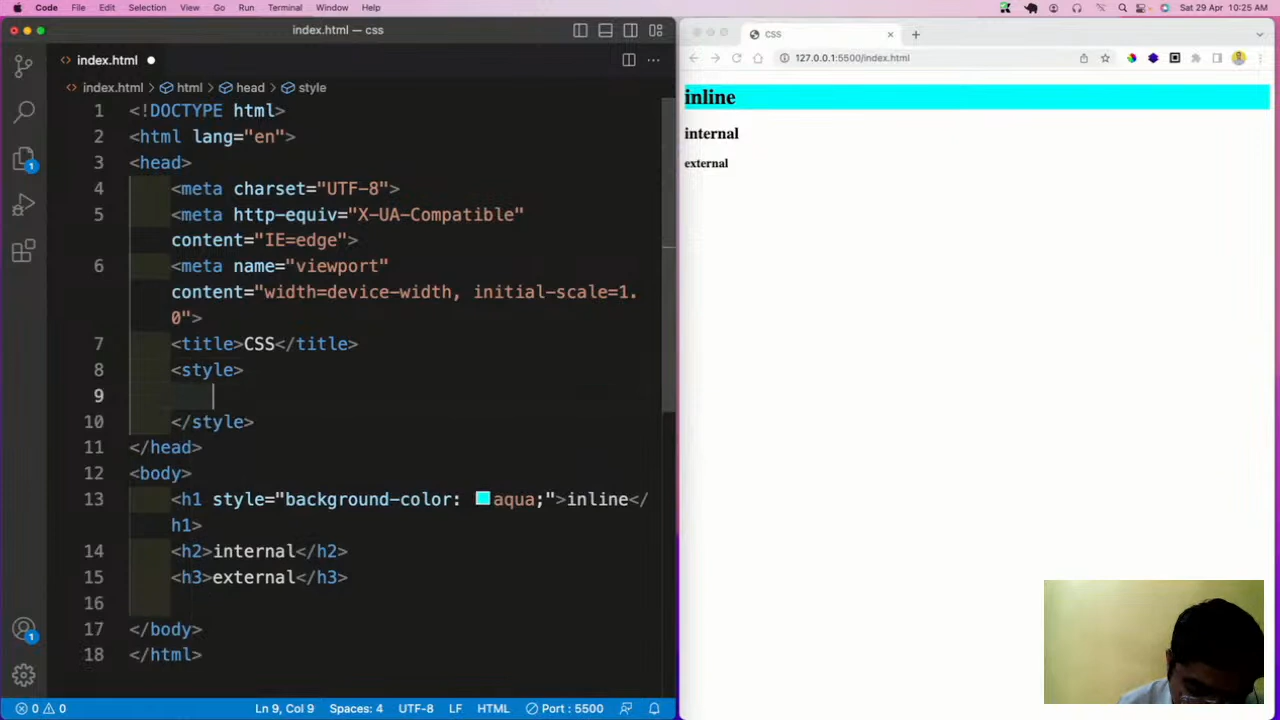 Code File Edit Selection View Go Run Terminal Window Help
Sat 29 Apr 10:25 AM
index.html — css
index.html
index.html > html > head > style
1 <!DOCTYPE html>
2 <html lang="en">
3 <head>
4 <meta charset="UTF-8">
5 <meta http-equiv="X-UA-Compatible"
content="IE=edge">
6 <meta name="viewport"
content="width=device-width, initial-scale=1.
0">
7 <title>CSS</title>
8 <style>
9
10 </style>
11 </head>
12 <body>
13 <h1 style="background-color: aqua;">inline</
h1>
14 <h2>internal</h2>
15 <h3>external</h3>
16
17 </body>
18 </html>
1
1
0 0 Ln 9, Col 9 Spaces: 4 UTF-8 LF HTML Port : 5500
CSS
127.0.0.1:5500/index.html
inline
internal
external